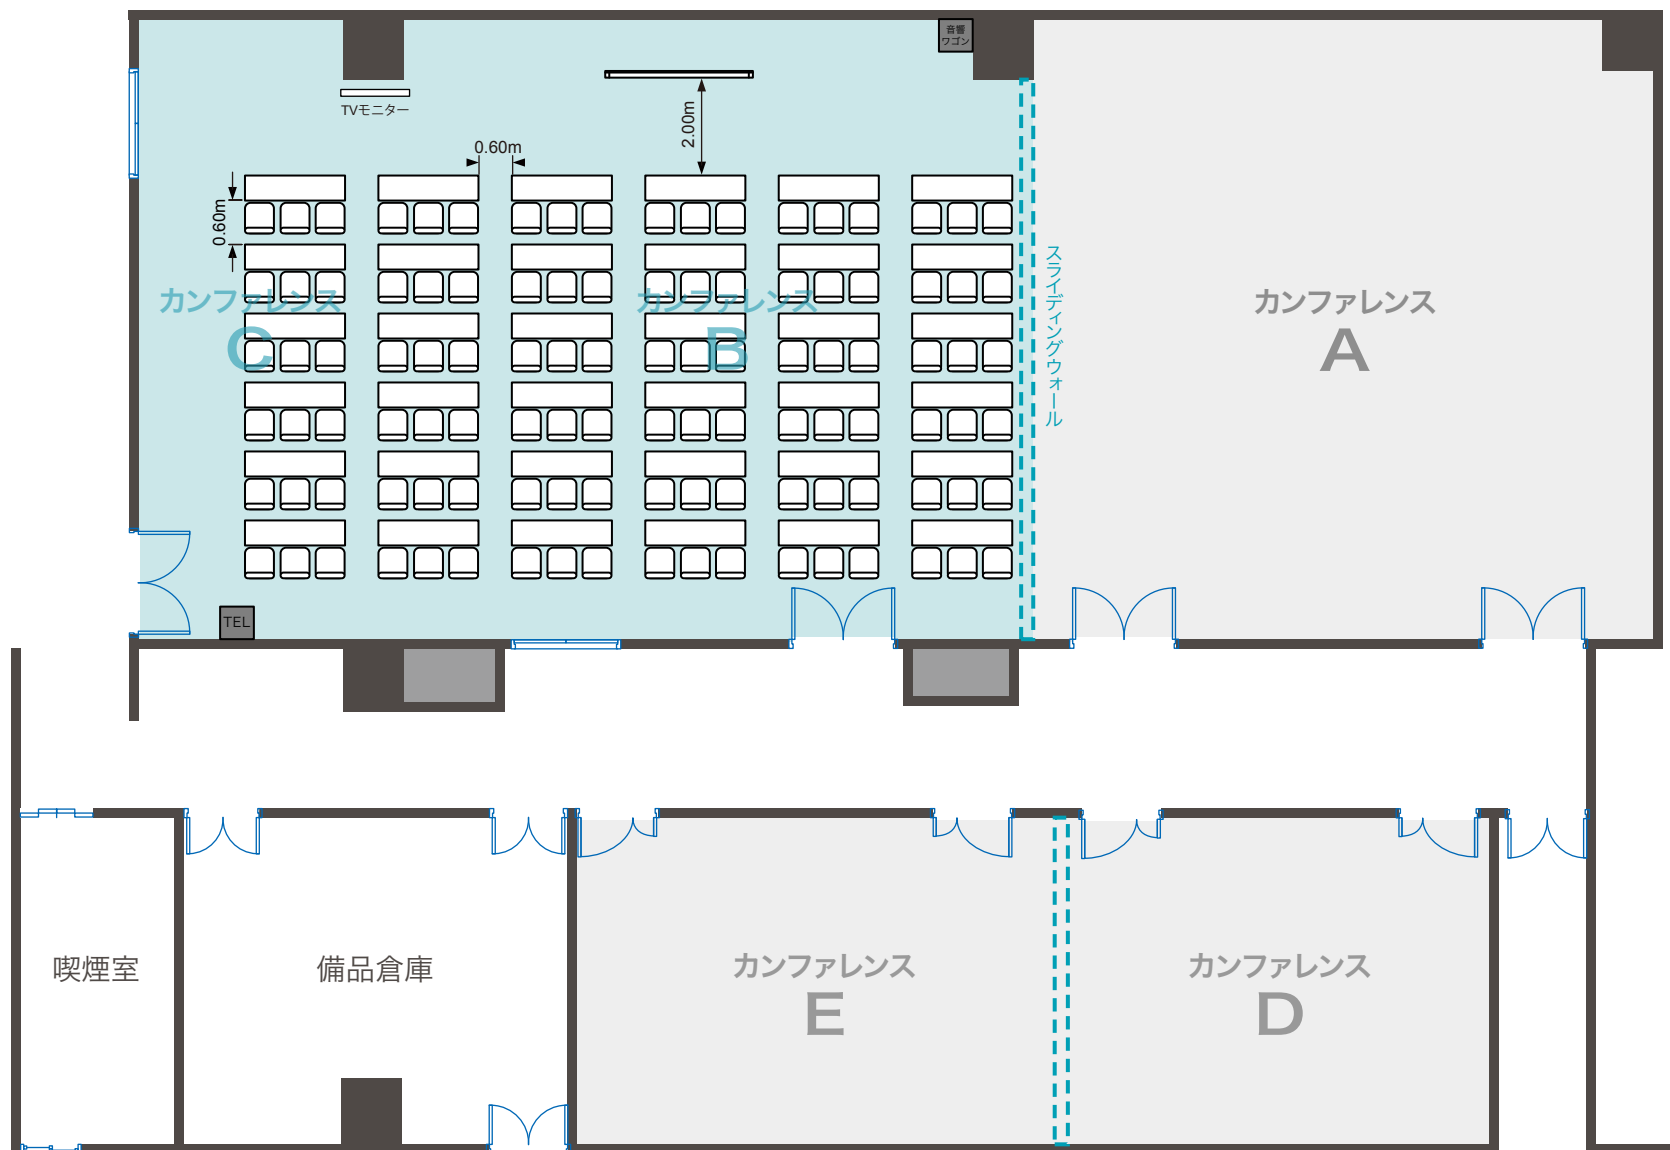 音響
ワゴン
TVモニター
2.00m
0.60m
0.60m
カンファレンス
C
カンファレンス
B
スライディングウォール
カンファレンス
A
TEL
喫煙室
備品倉庫
カンファレンス
E
カンファレンス
D